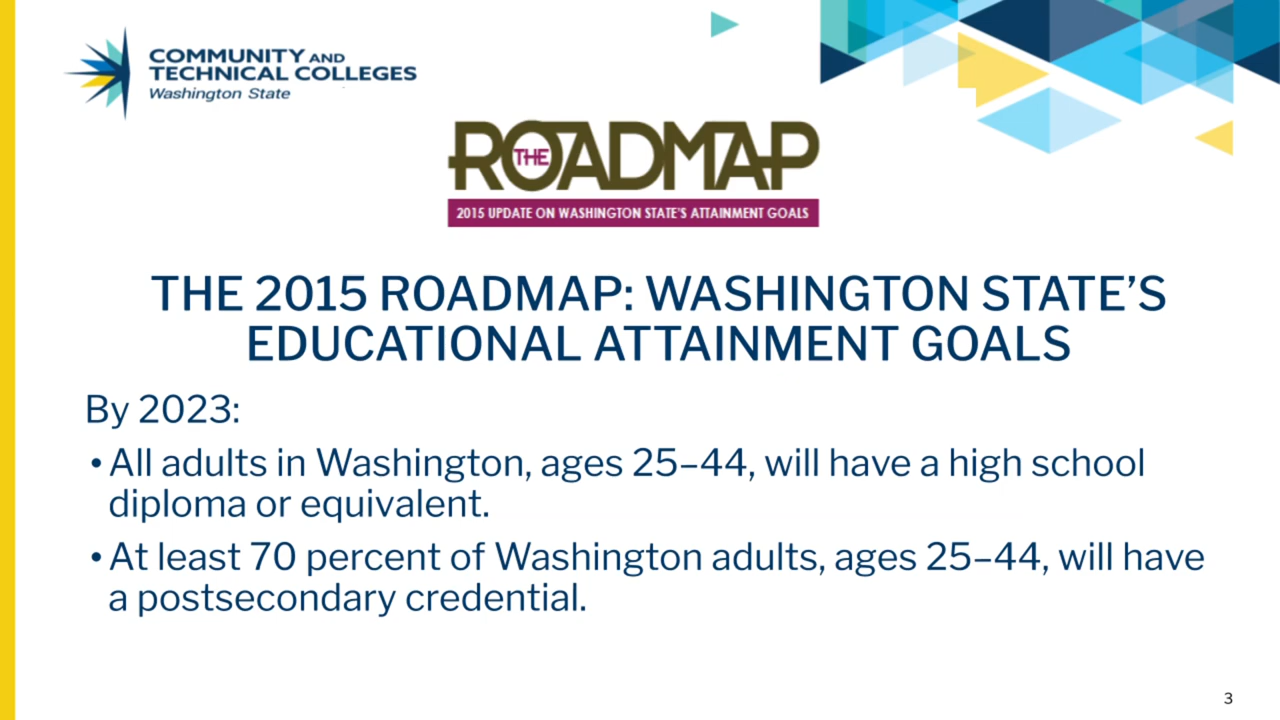 COMMUNITY AND
TECHNICAL COLLEGES
Washington State
THE ROADMAP
2015 UPDATE ON WASHINGTON STATE'S ATTAINMENT GOALS
THE 2015 ROADMAP: WASHINGTON STATE’S
EDUCATIONAL ATTAINMENT GOALS
By 2023:
• All adults in Washington, ages 25–44, will have a high school
diploma or equivalent.
• At least 70 percent of Washington adults, ages 25–44, will have
a postsecondary credential.
3